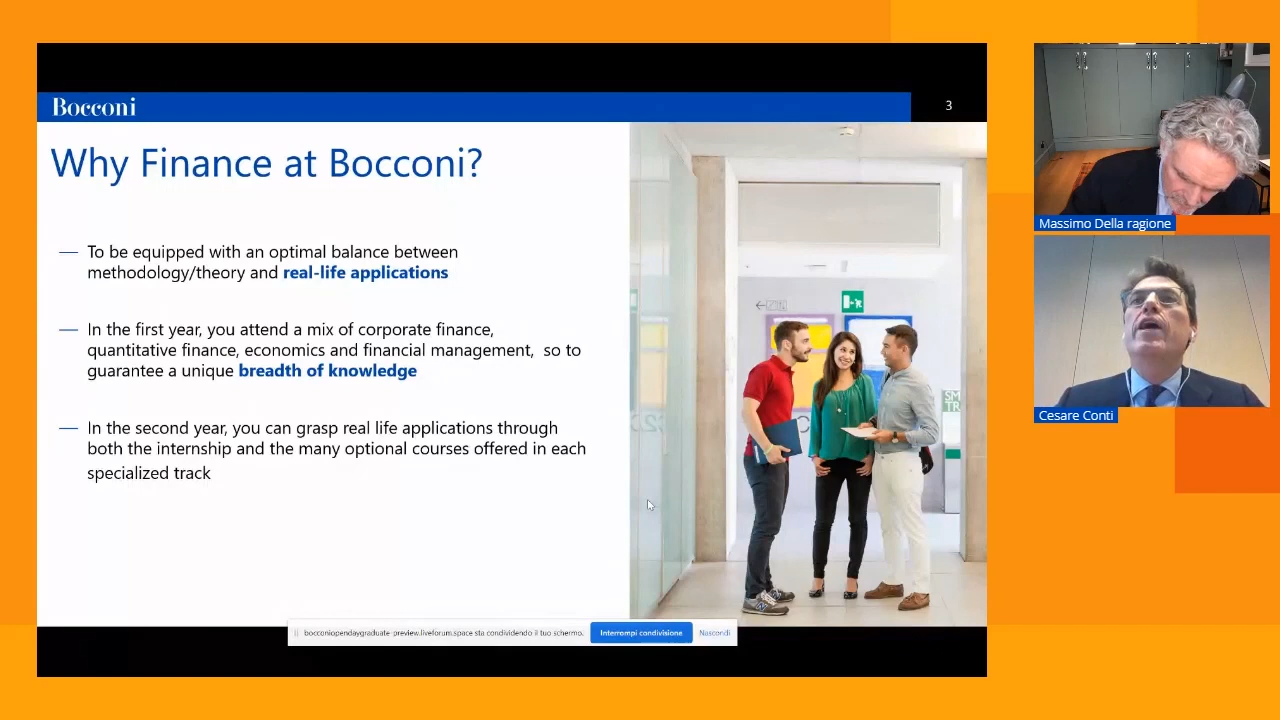 Bocconi
3
Why Finance at Bocconi?
— To be equipped with an optimal balance between
methodology/theory and real-life applications
— In the first year, you attend a mix of corporate finance,
quantitative finance, economics and financial management, so to
guarantee a unique breadth of knowledge
— In the second year, you can grasp real life applications through
both the internship and the many optional courses offered in each
specialized track
SM
TR
bocconiopendaygraduate-preview.liveforum.space sta condividendo il tuo schermo.
Interrompi condivisione
Nascondi
Massimo Della ragione
Cesare Conti